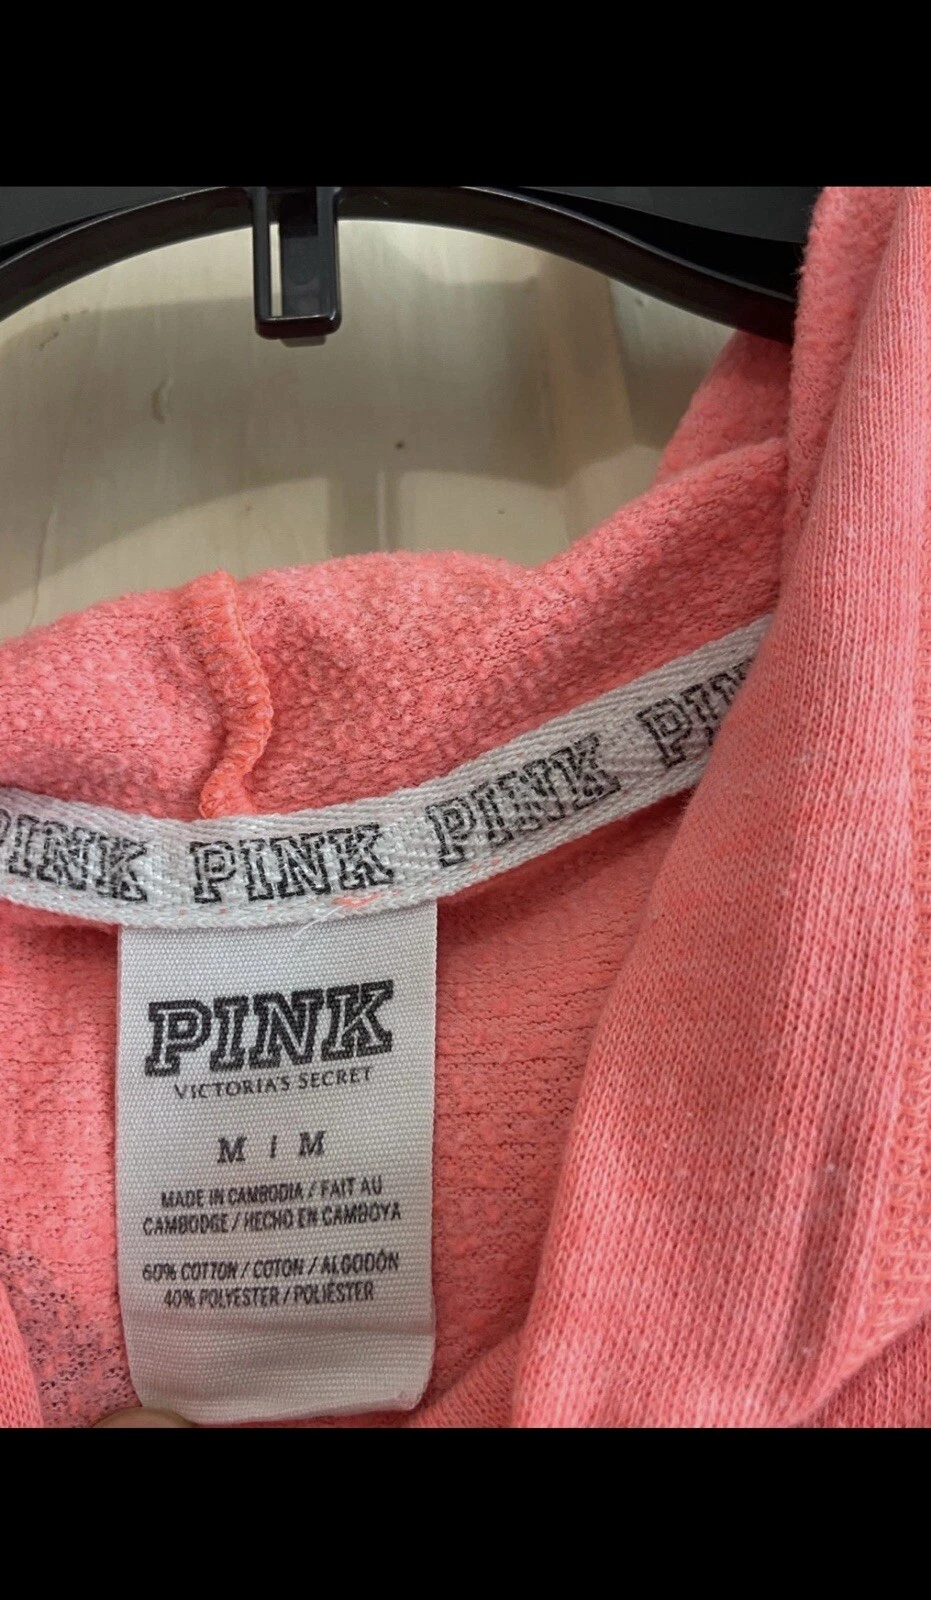 PINK PINK PINK PIN
PINK
VICTORIA'S SECRET
M / M
MADE IN CAMBODIA / FAIT AU
CAMBODGE / HECHO EN CAMBOYA
60% COTTON / COTON / ALGODÓN
40% POLYESTER / POLIÉSTER